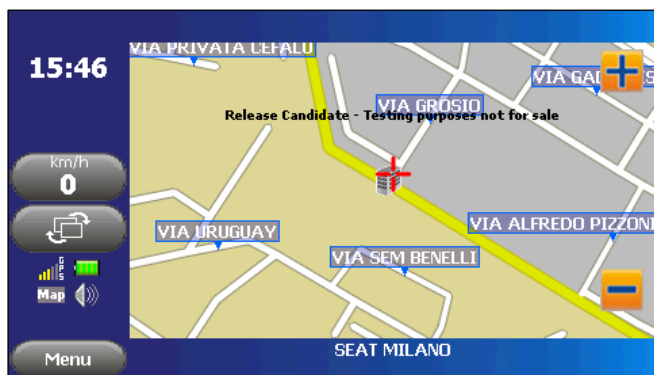 15:46
VIA PRIVATA CEFALU
Release Candidate - Testing purposes not for sale
VIA GROSIO
km/h
0
VIA URUGUAY
VIA ALFREDO PIZZONI
VIA SEM BENELLI
GPS
Map
Menu
SEAT MILANO